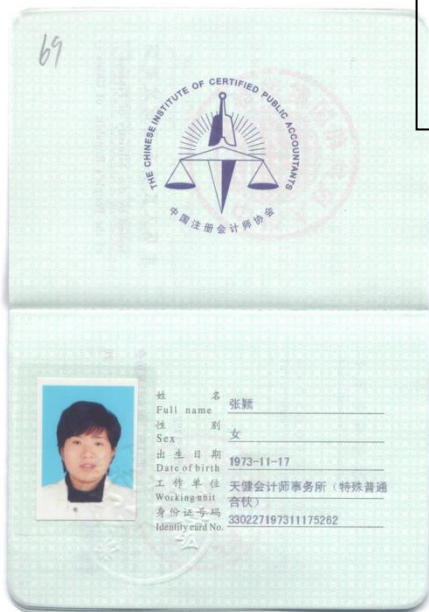 69
THE CHINESE INSTITUTE OF CERTIFIED PUBLIC ACCOUNTANTS
中国注册会计师协会
姓 名
Full name
张颖
性 别
Sex
女
出生日期
Date of birth
1973-11-17
工作单位
Working unit
天健会计师事务所（特殊普通
合伙）
身份证号码
Identity card No.
330227197311175262